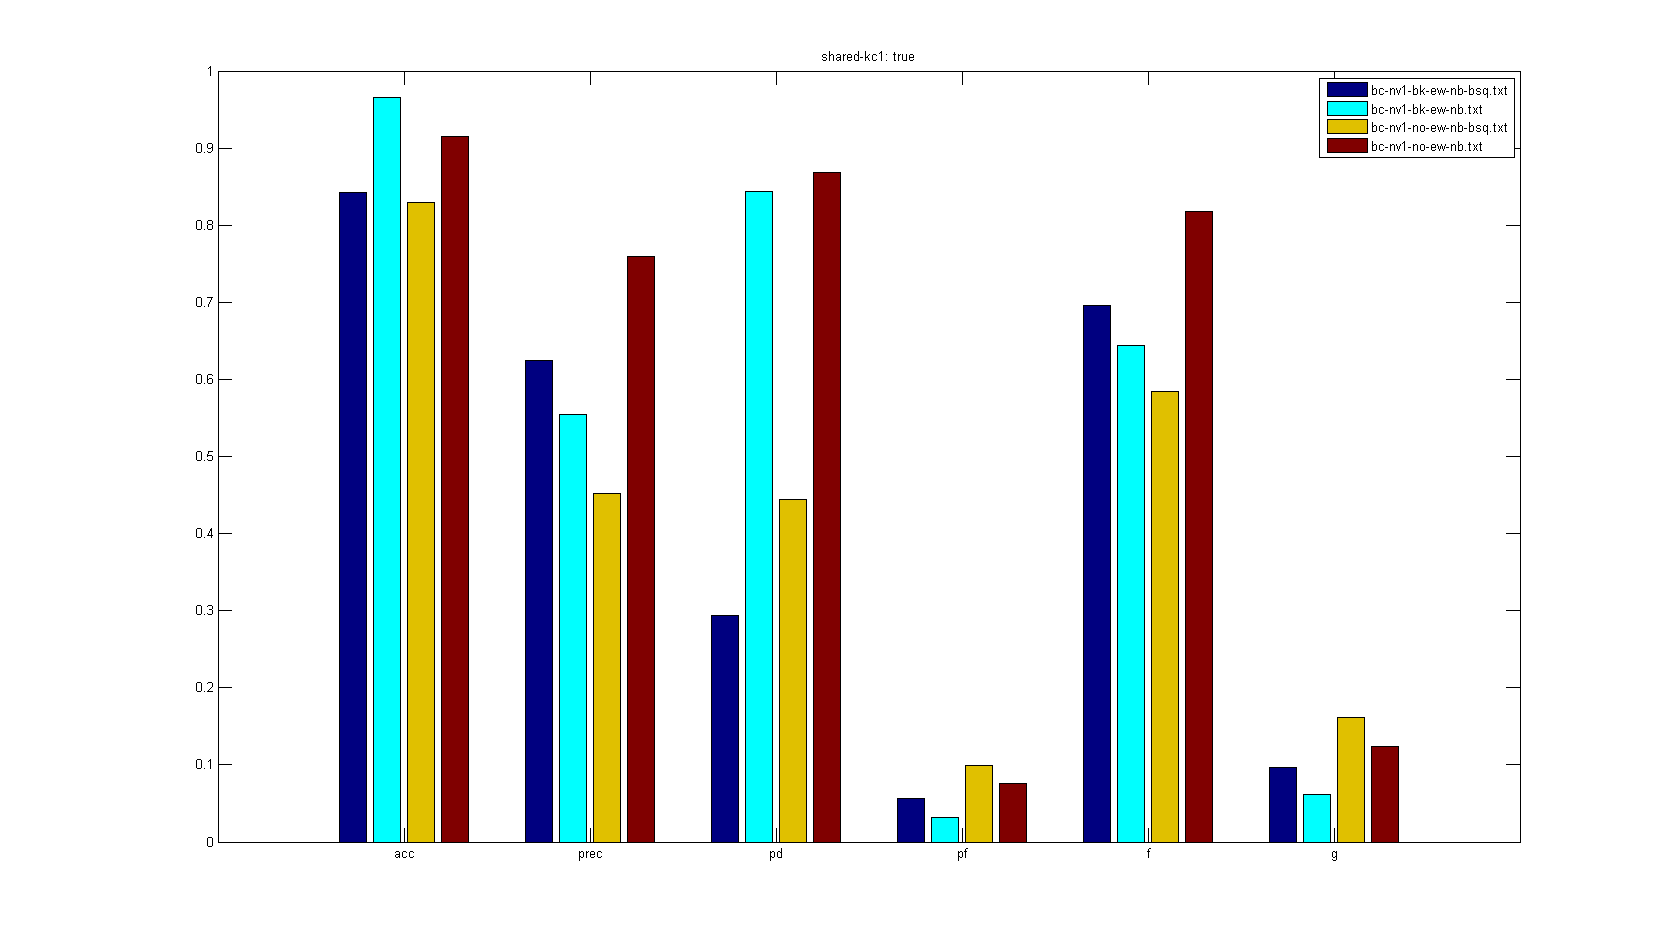 shared-kc1: true
bc-nv1-bk-ew-nb-bsq.txt
bc-nv1-bk-ew-nb.txt
bc-nv1-no-ew-nb-bsq.txt
bc-nv1-no-ew-nb.txt
1
0.9
0.8
0.7
0.6
0.5
0.4
0.3
0.2
0.1
0
acc prec pd pf f g